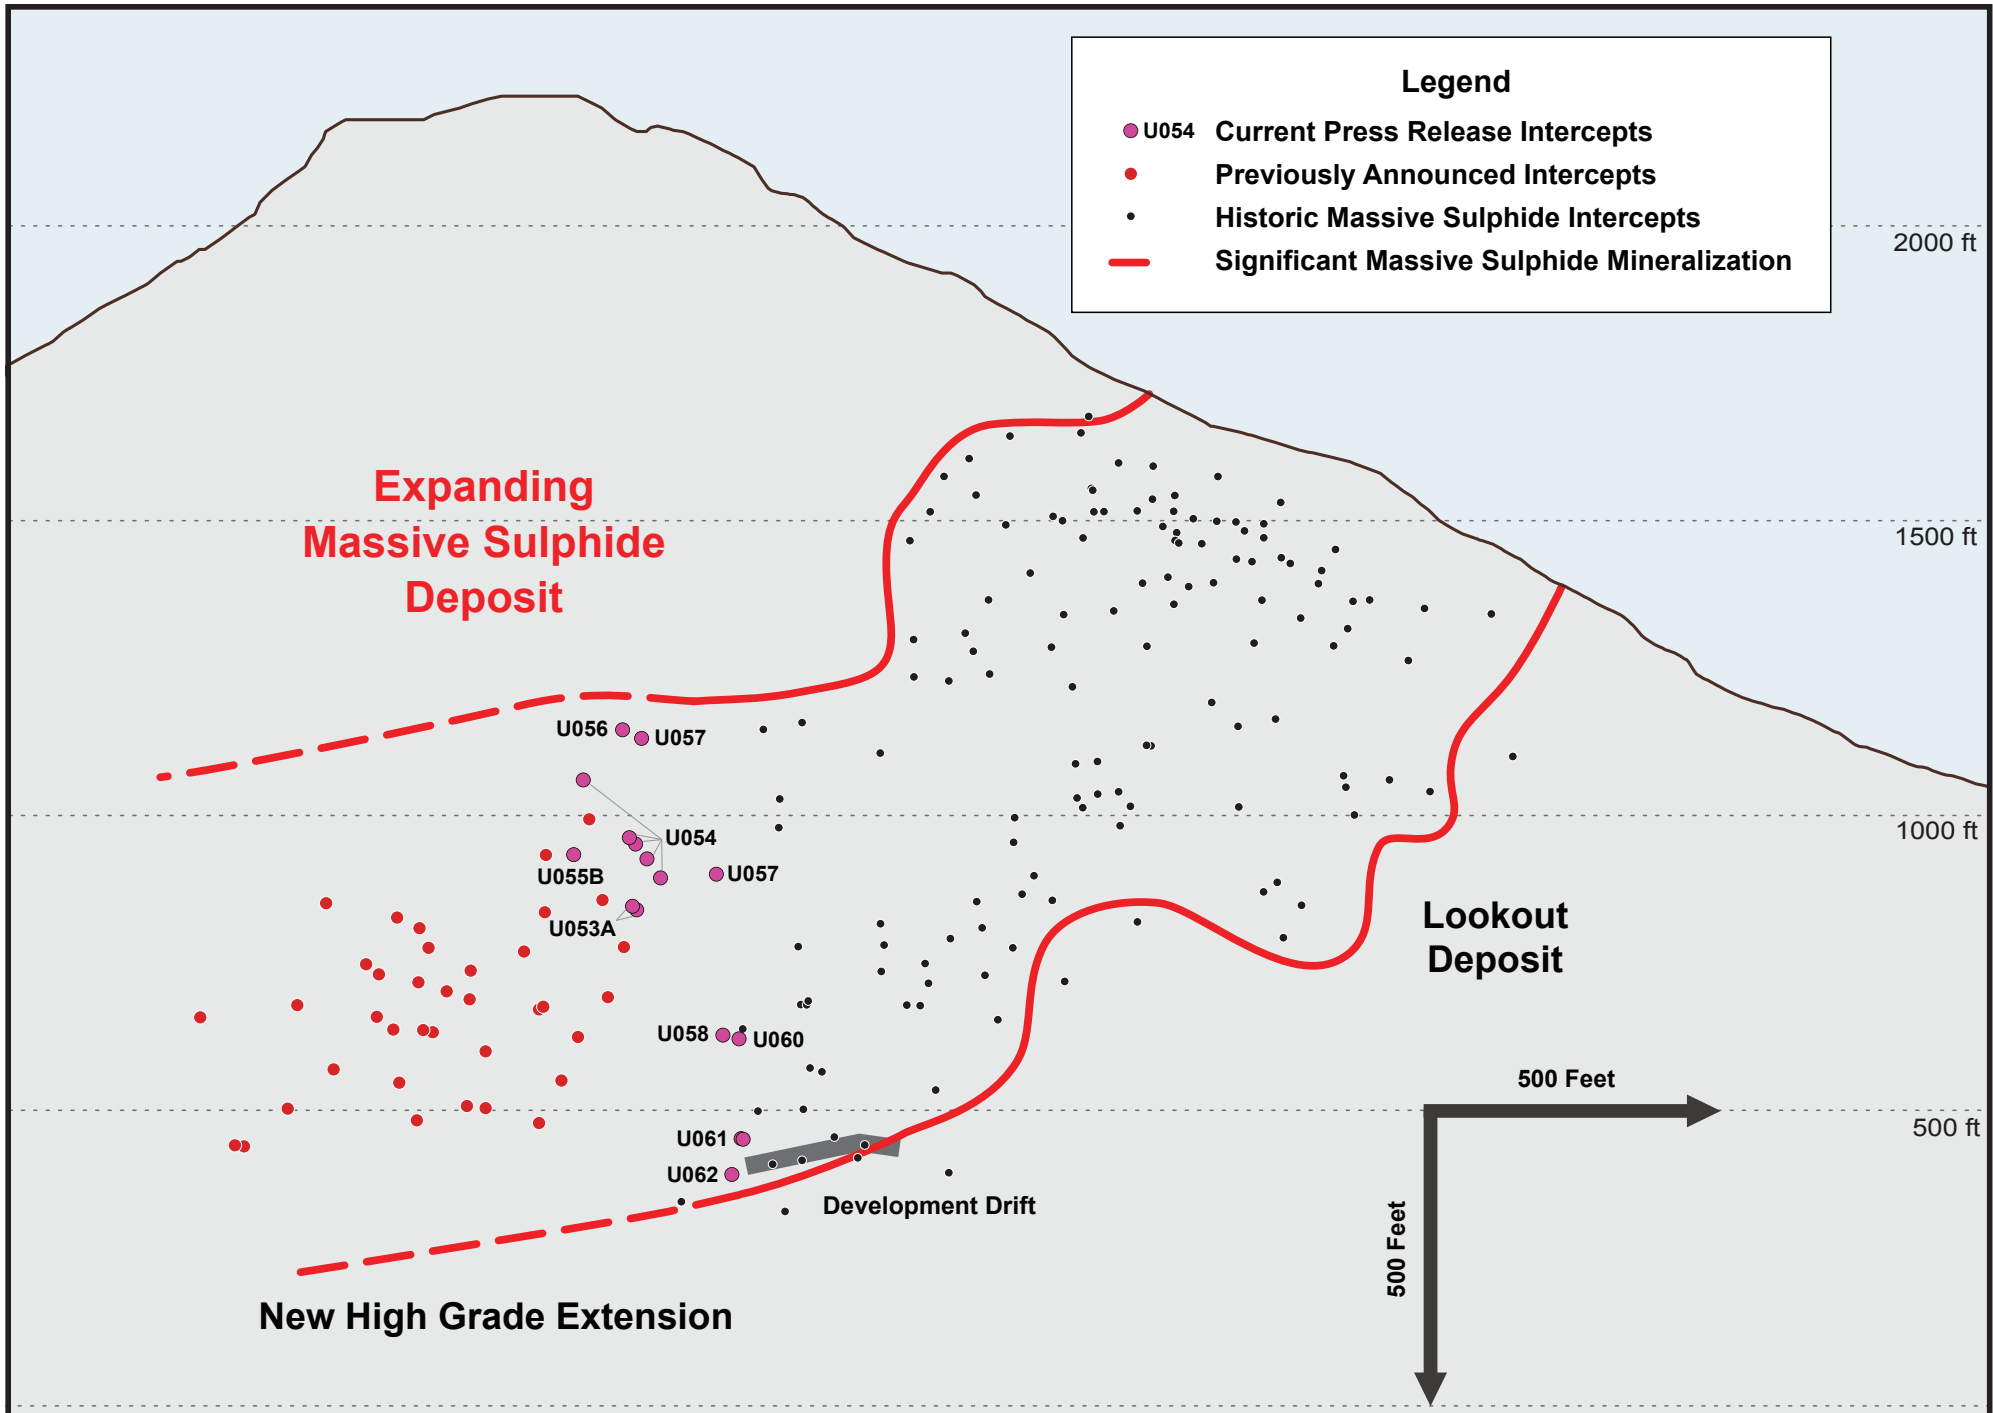 Legend
U054 Current Press Release Intercepts
Previously Announced Intercepts
Historic Massive Sulphide Intercepts
Significant Massive Sulphide Mineralization
2000 ft
Expanding
Massive Sulphide
Deposit
1500 ft
U056
U057
1000 ft
U054
U055B
U057
U053A
Lookout
Deposit
U058
U060
500 Feet
500 ft
U061
U062
Development Drift
500 Feet
New High Grade Extension